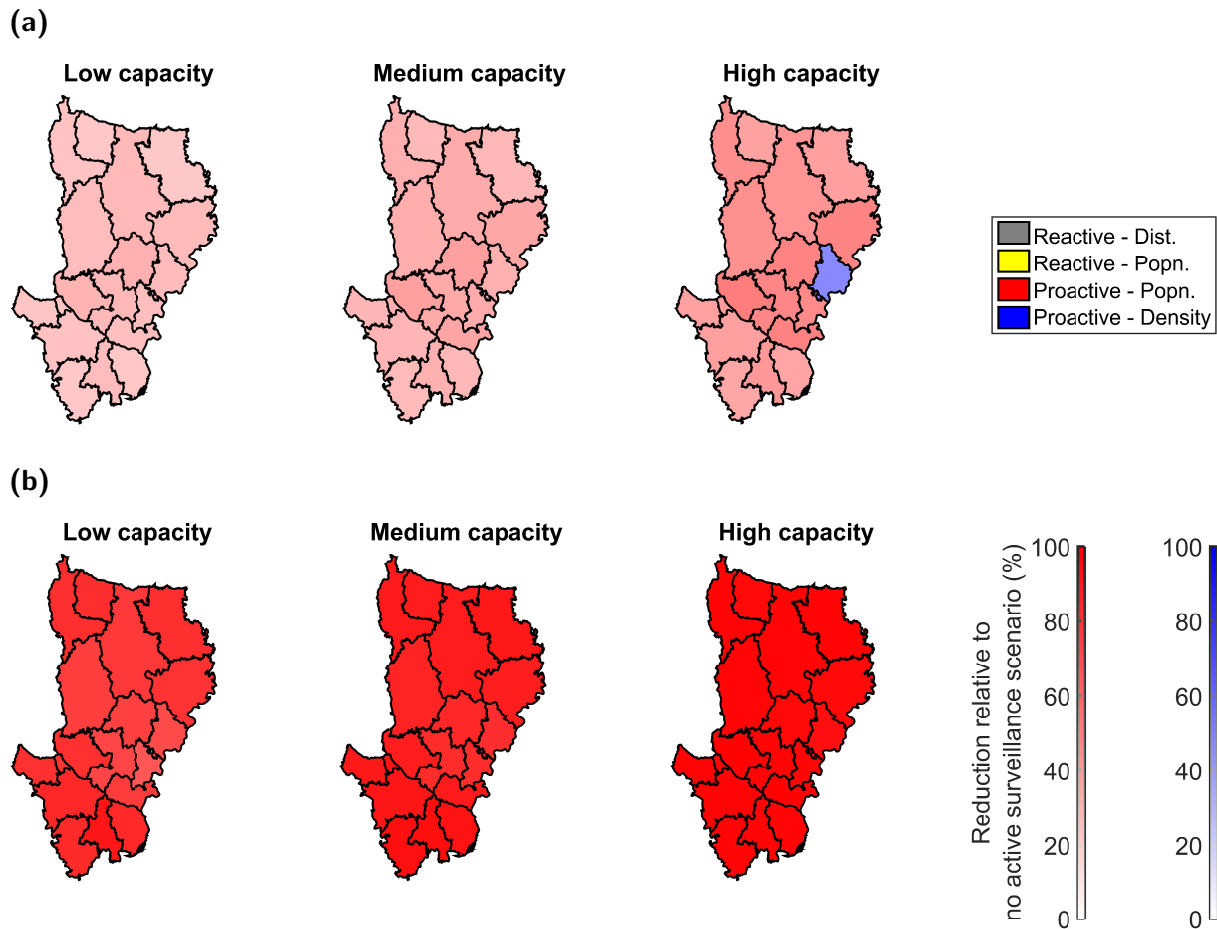 (a)
Low capacity
Medium capacity
High capacity
Reactive - Dist.
Reactive - Popn.
Proactive - Popn.
Proactive - Density
(b)
Low capacity
Medium capacity
High capacity
Reduction relative to
no active surveillance scenario (%)
100
80
60
40
20
0
100
80
60
40
20
0